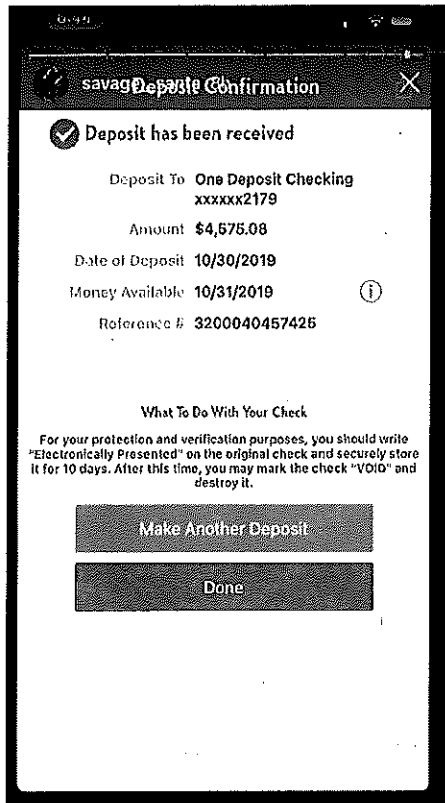 Deposit Confirmation
Deposit has been received
Deposit To One Deposit Checking
xxxxxx2179
Amount $4,575.08
Date of Deposit 10/30/2019
Money Available 10/31/2019
Reference # 3200040457425
What To Do With Your Check
For your protection and verification purposes, you should write
"Electronically Presented" on the original check and securely store
it for 10 days. After this time, you may mark the check "VOID" and
destroy it.
Make Another Deposit
Done